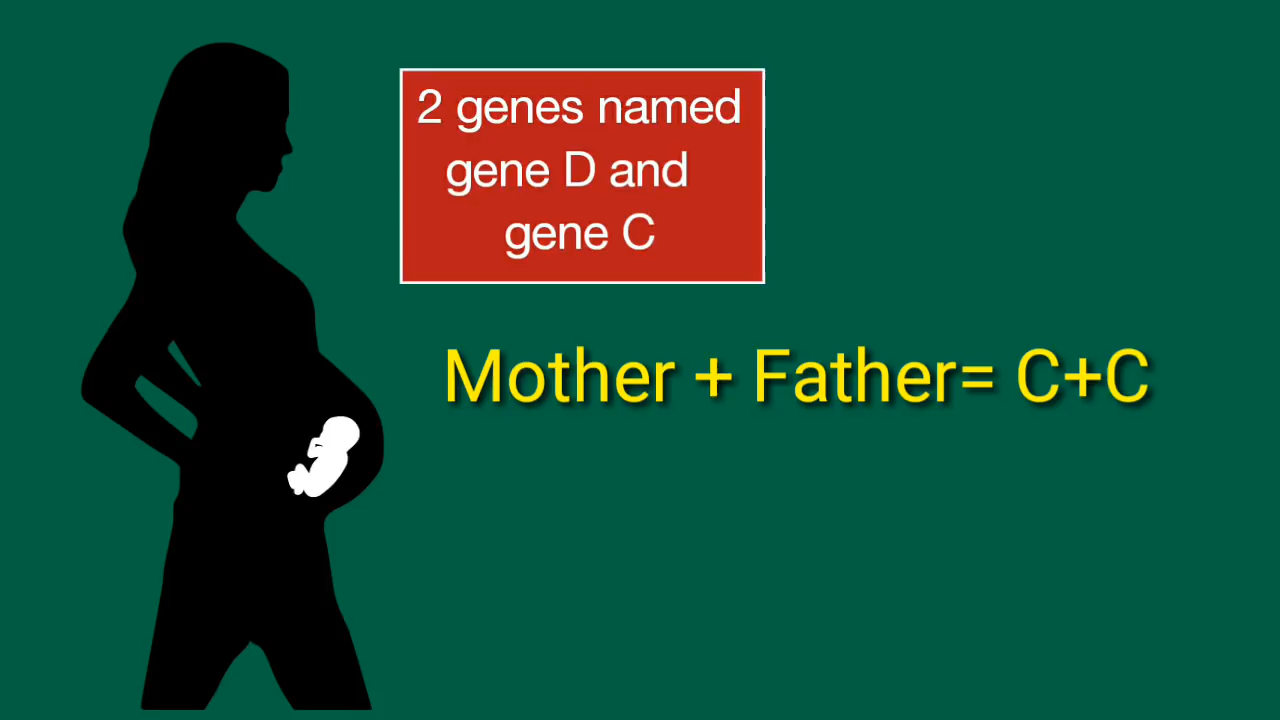 2 genes named
gene D and
gene C
Mother + Father= C+C